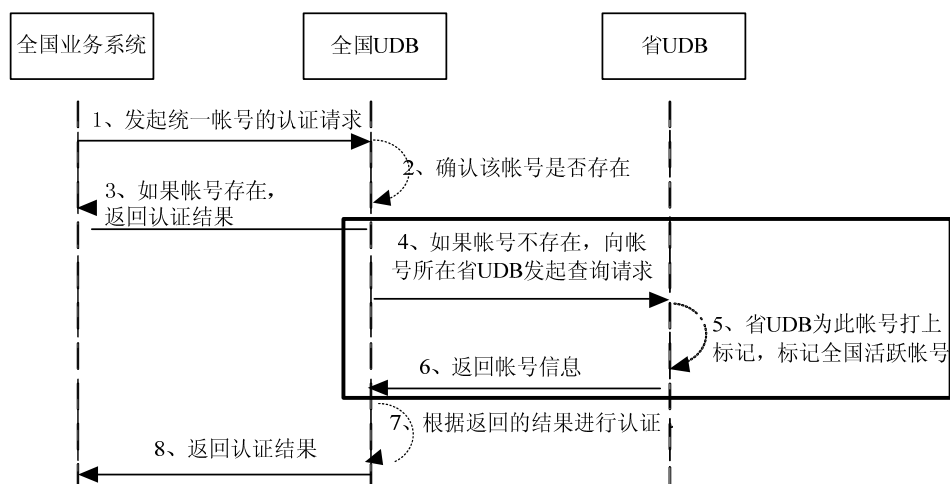 全国业务系统
全国UDB
省UDB
1、发起统一帐号的认证请求
2、确认该帐号是否存在
3、如果帐号存在，
返回认证结果
4、如果帐号不存在，向帐
号所在省UDB发起查询请求
5、省UDB为此帐号打上
标记，标记全国活跃帐号
6、返回帐号信息
7、根据返回的结果进行认证.
8、返回认证结果